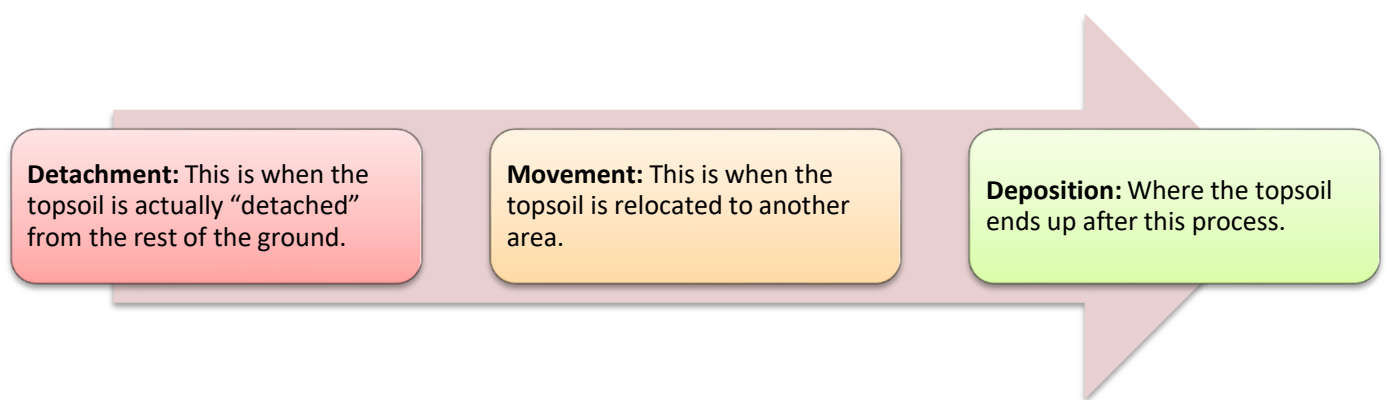 Detachment: This is when the
topsoil is actually “detached”
from the rest of the ground.
Movement: This is when the
topsoil is relocated to another
area.
Deposition: Where the topsoil
ends up after this process.